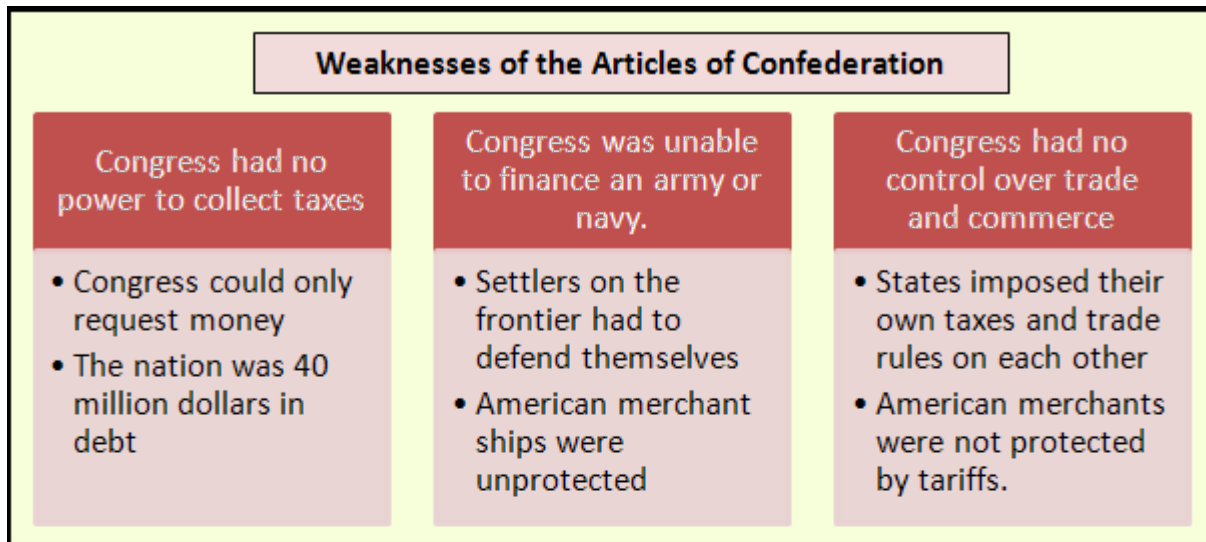 Weaknesses of the Articles of Confederation
Congress had no
power to collect taxes
• Congress could only
request money
• The nation was 40
million dollars in
debt
Congress was unable
to finance an army or
navy.
• Settlers on the
frontier had to
defend themselves
• American merchant
ships were
unprotected
Congress had no
control over trade
and commerce
• States imposed their
own taxes and trade
rules on each other
• American merchants
were not protected
by tariffs.